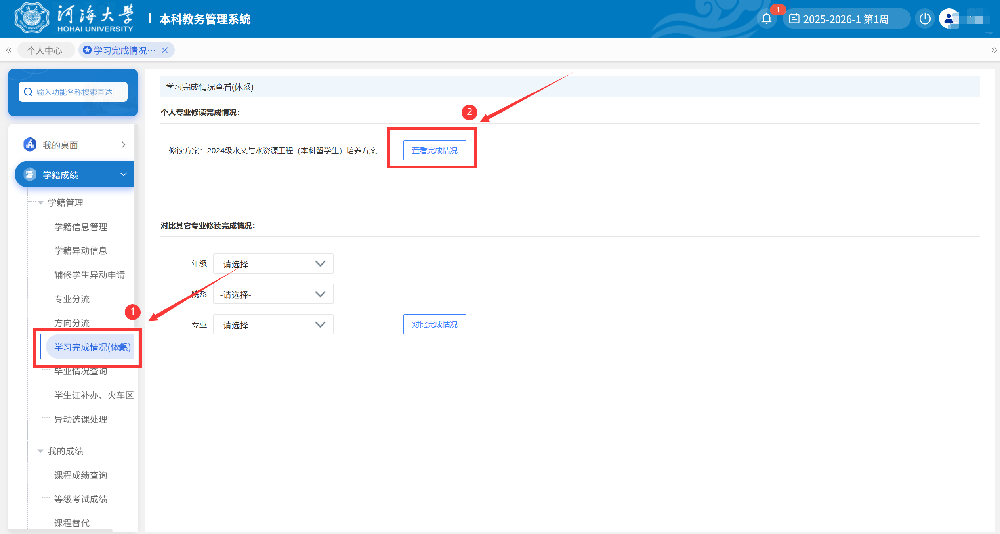 河海大学
HOHAI UNIVERSITY
本科教务管理系统
1
2025-2026-1 第1周
个人中心
学习完成情况…
输入功能名称搜索直达
我的桌面
学籍成绩
学籍管理
学籍信息管理
学籍异动信息
辅修学生异动申请
专业分流
方向分流
1
学习完成情况(体系)
毕业情况查询
学生证补办、火车区
异动选课处理
我的成绩
课程成绩查询
等级考试成绩
课程替代
学习完成情况查看(体系)
个人专业修读完成情况：
2
修读方案：2024级水文与水资源工程（本科留学生）培养方案
查看完成情况
对比其它专业修读完成情况：
年级 -请选择-
院系 -请选择-
专业 -请选择-
对比完成情况